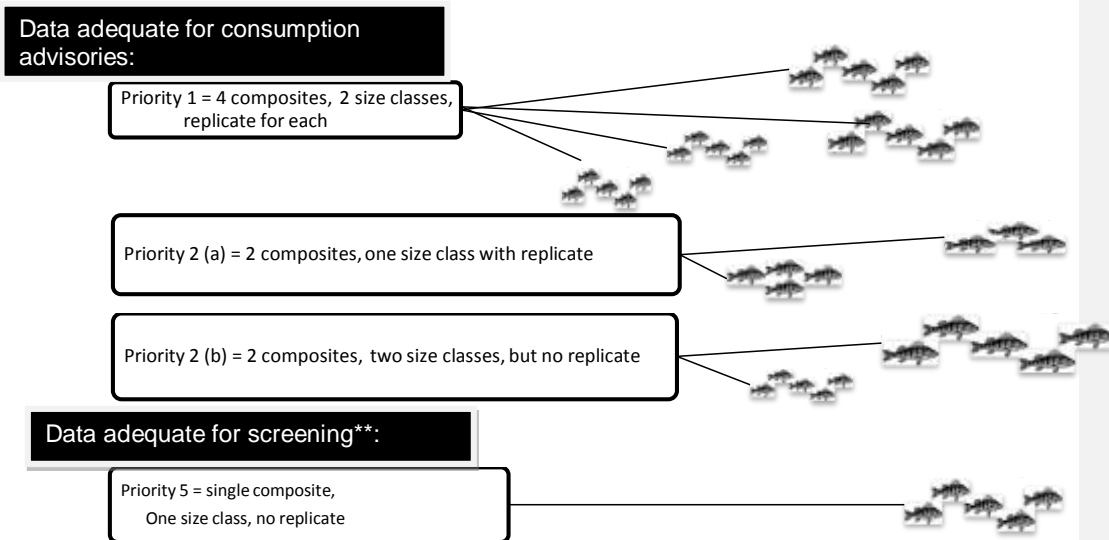 Data adequate for consumption
advisories:
Priority 1 = 4 composites, 2 size classes,
replicate for each
Priority 2 (a) = 2 composites, one size class with replicate
Priority 2 (b) = 2 composites, two size classes, but no replicate
Data adequate for screening**:
Priority 5 = single composite,
One size class, no replicate